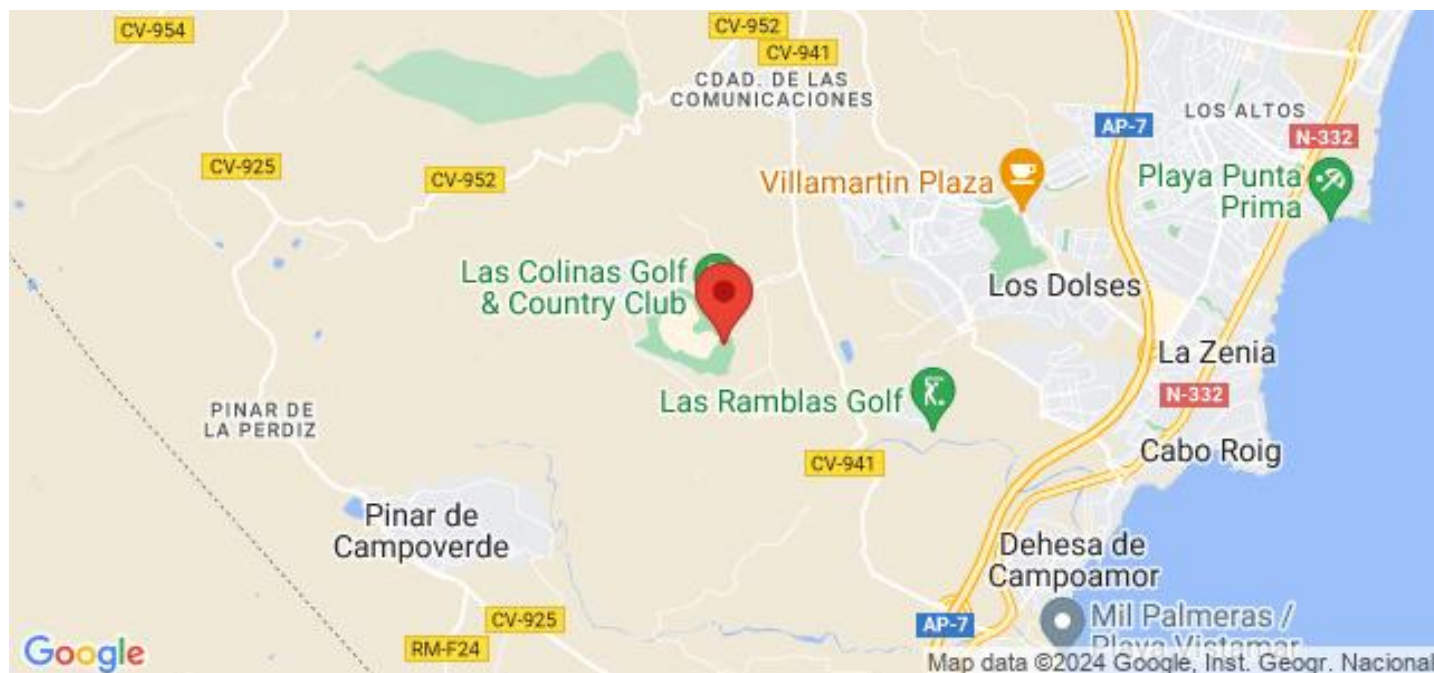 CV-954
CV-952
CV-941
CDAD. DE LAS
COMUNICACIONES
LOS ALTOS
AP-7
N-332
CV-925
CV-952
Villamartin Plaza
Playa Punta
Prima
Las Colinas Golf
& Country Club
Los Dolses
La Zenia
N-332
Las Ramblas Golf
PINAR DE
LA PERDIZ
Cabo Roig
CV-941
Pinar de
Campoverde
Dehesa de
Campoamor
CV-925
AP-7
Mil Palmeras /
Playa Vistamar
RM-F24
Google
Map data ©2024 Google, Inst. Geogr. Nacional